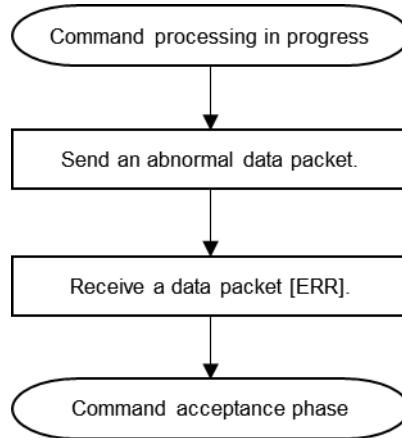 Command processing in progress
Send an abnormal data packet.
Receive a data packet [ERR].
Command acceptance phase